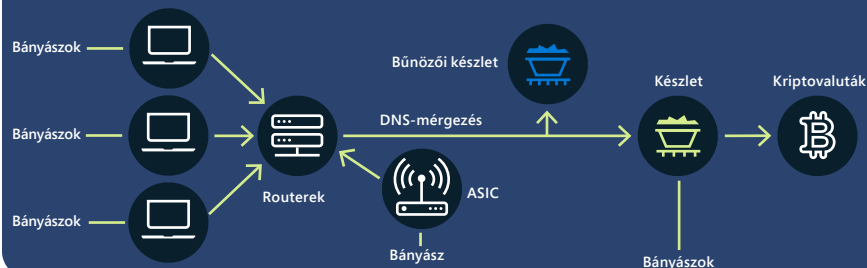 Bányászok
Bűnözői készlet
Készlet
Kriptovaluták
DNS-mérgezés
Bányászok
Routerek
ASIC
Bányászok
Bányász
Bányászok